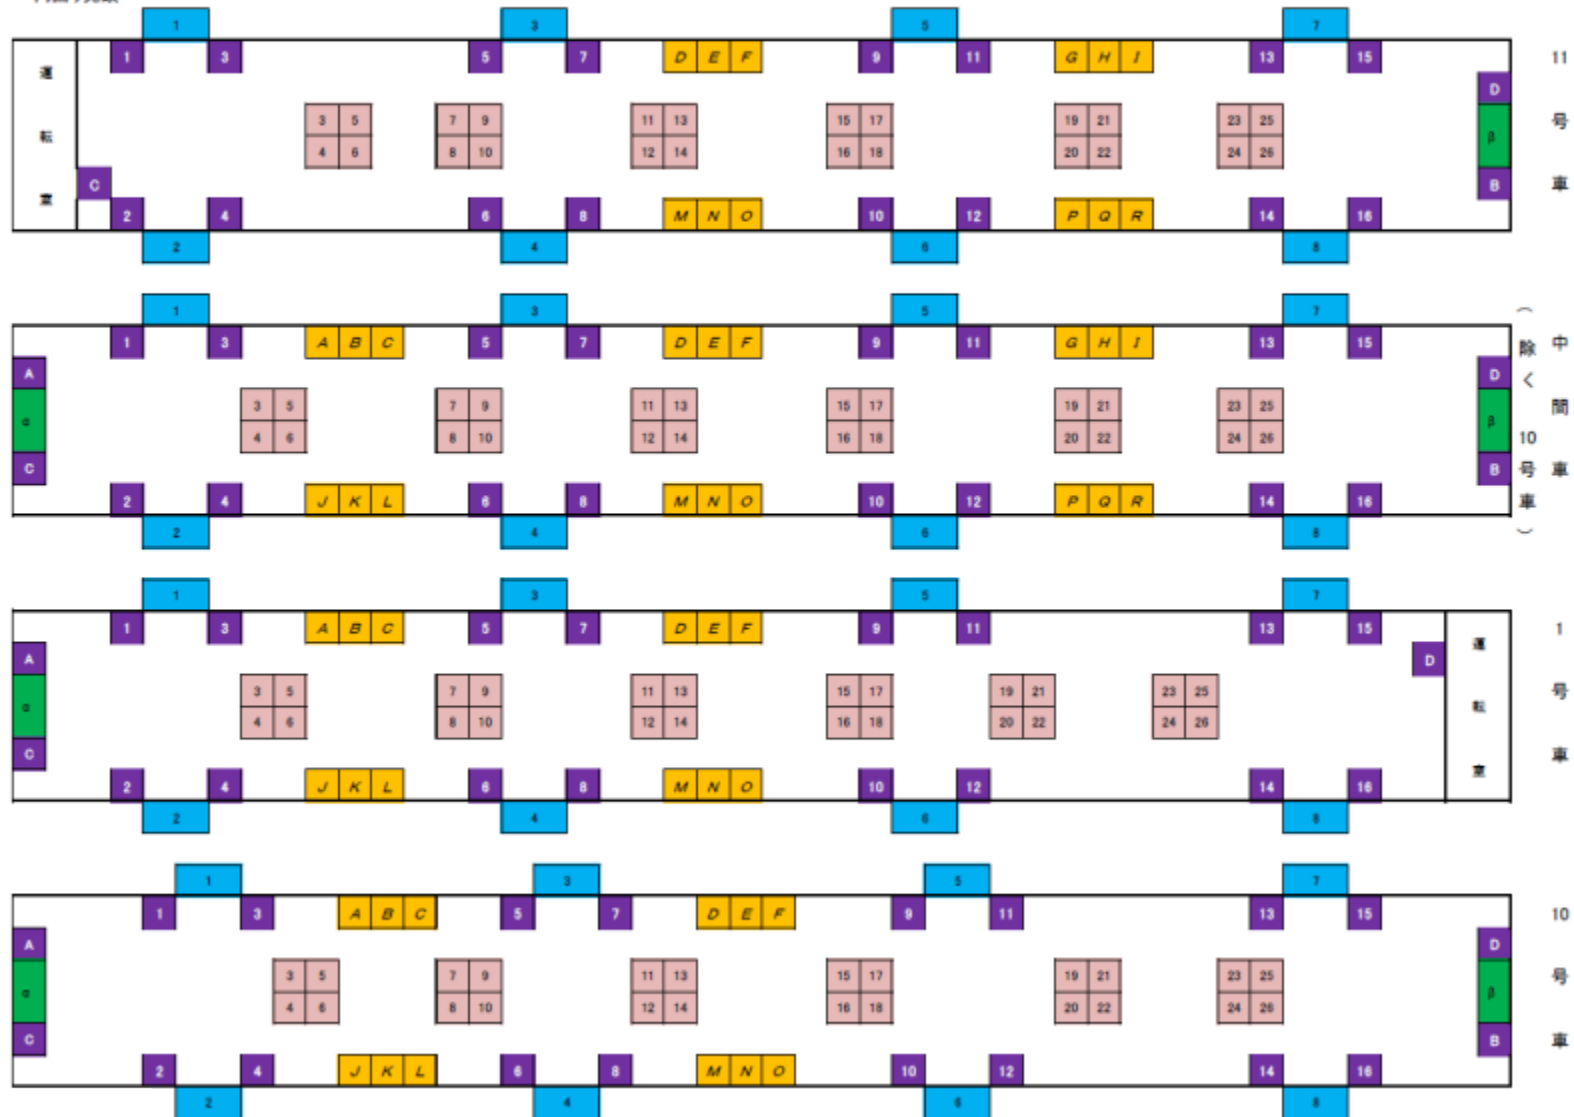 1 3 5 7
1 3 5 7 D E F 9 11 G H I 13 15
運転室
D
3 5 7 9 11 13 15 17 19 21 23 25
β
4 6 8 10 12 14 16 18 20 22 24 26
C
B
2 4 6 8 M N O 10 12 P Q R 14 16
2 4 6 8
11号車
1 3 5 7
1 3 A B C 5 7 D E F 9 11 G H I 13 15
A
D
3 5 7 9 11 13 15 17 19 21 23 25
α
β
4 6 8 10 12 14 16 18 20 22 24 26
C
B
2 4 J K L 6 8 M N O 10 12 P Q R 14 16
2 4 6 8
中間車
(除く10号車)
1 3 5 7
1 3 A B C 5 7 D E F 9 11 13 15
A
D
運転室
3 5 7 9 11 13 15 17 19 21 23 25
α
4 6 8 10 12 14 16 18 20 22 24 26
C
2 4 J K L 6 8 M N O 10 12 14 16
2 4 6 8
1号車
1 3 5 7
1 3 A B C 5 7 D E F 9 11 13 15
A
D
3 5 7 9 11 13 15 17 19 21 23 25
α
β
4 6 8 10 12 14 16 18 20 22 24 26
C
B
2 4 J K L 6 8 M N O 10 12 14 16
2 4 6 8
10号車